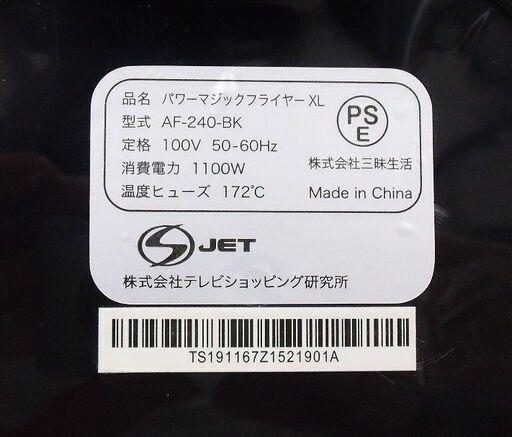 品名 パワーマジックフライヤー XL
型式 AF-240-BK
定格 100V 50-60Hz
消費電力 1100W
温度ヒューズ 172℃
PS
E
株式会社三昧生活
Made in China
JET
株式会社テレビショッピング研究所
TS191167Z1521901A